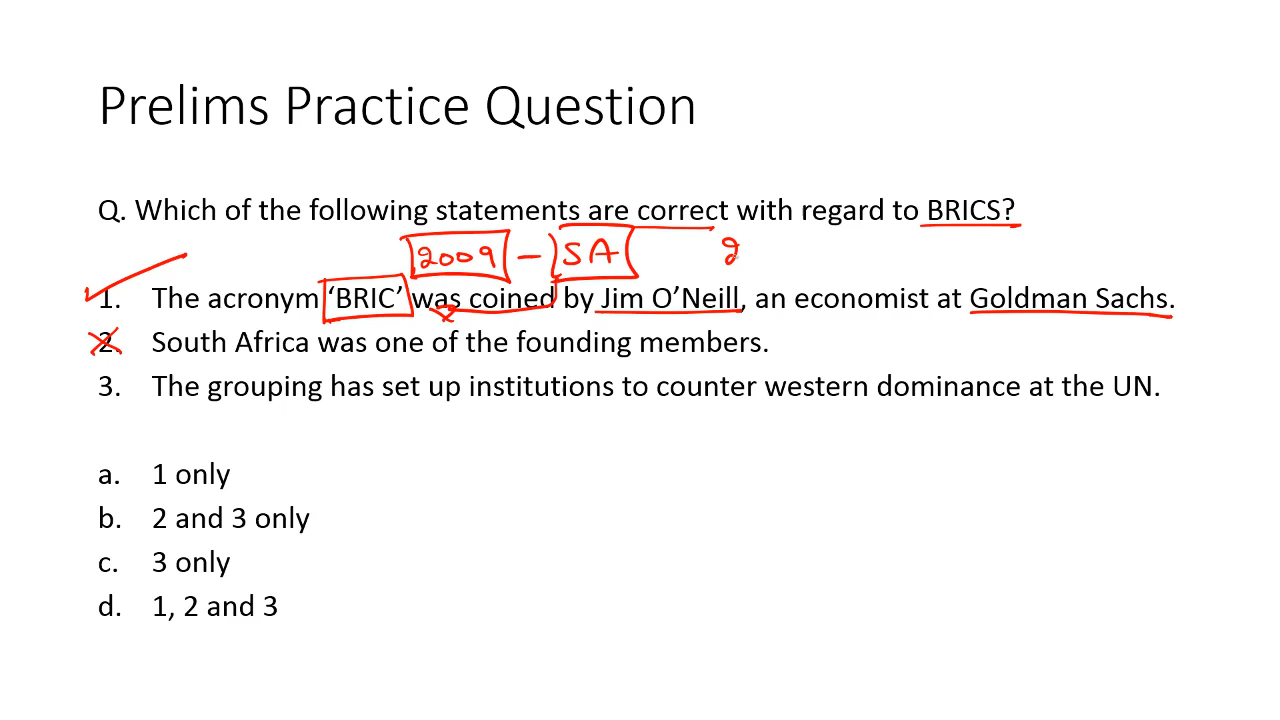 Prelims Practice Question
Q. Which of the following statements are correct with regard to BRICS?
2009 – SA 2
1. The acronym ‘BRIC’ was coined by Jim O’Neill, an economist at Goldman Sachs.
2. South Africa was one of the founding members.
3. The grouping has set up institutions to counter western dominance at the UN.
a. 1 only
b. 2 and 3 only
c. 3 only
d. 1, 2 and 3